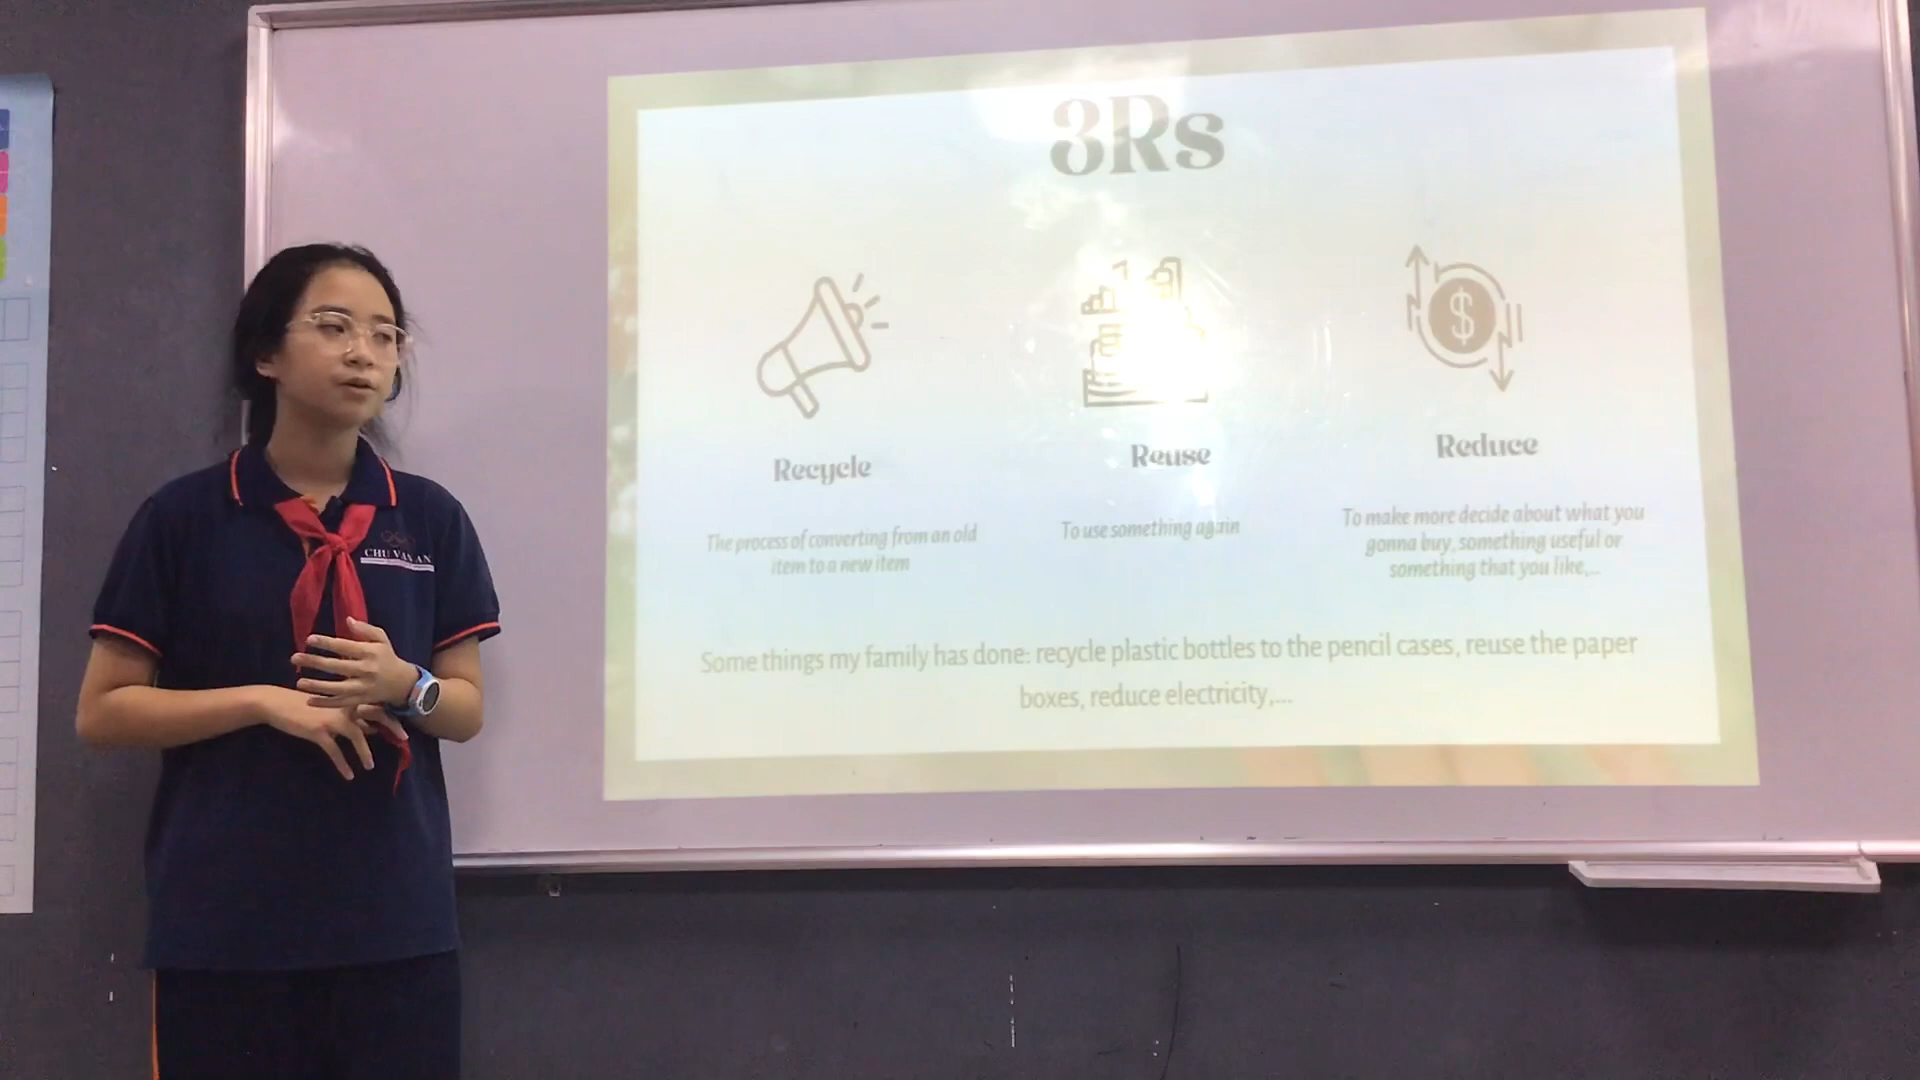 3Rs
Recycle
The process of converting from an old
item to a new item
Reuse
To use something again
Reduce
To make more decide about what you
gonna buy, something useful or
something that you like,...
Some things my family has done: recycle plastic bottles to the pencil cases, reuse the paper
boxes, reduce electricity,...
CHU VAN AN